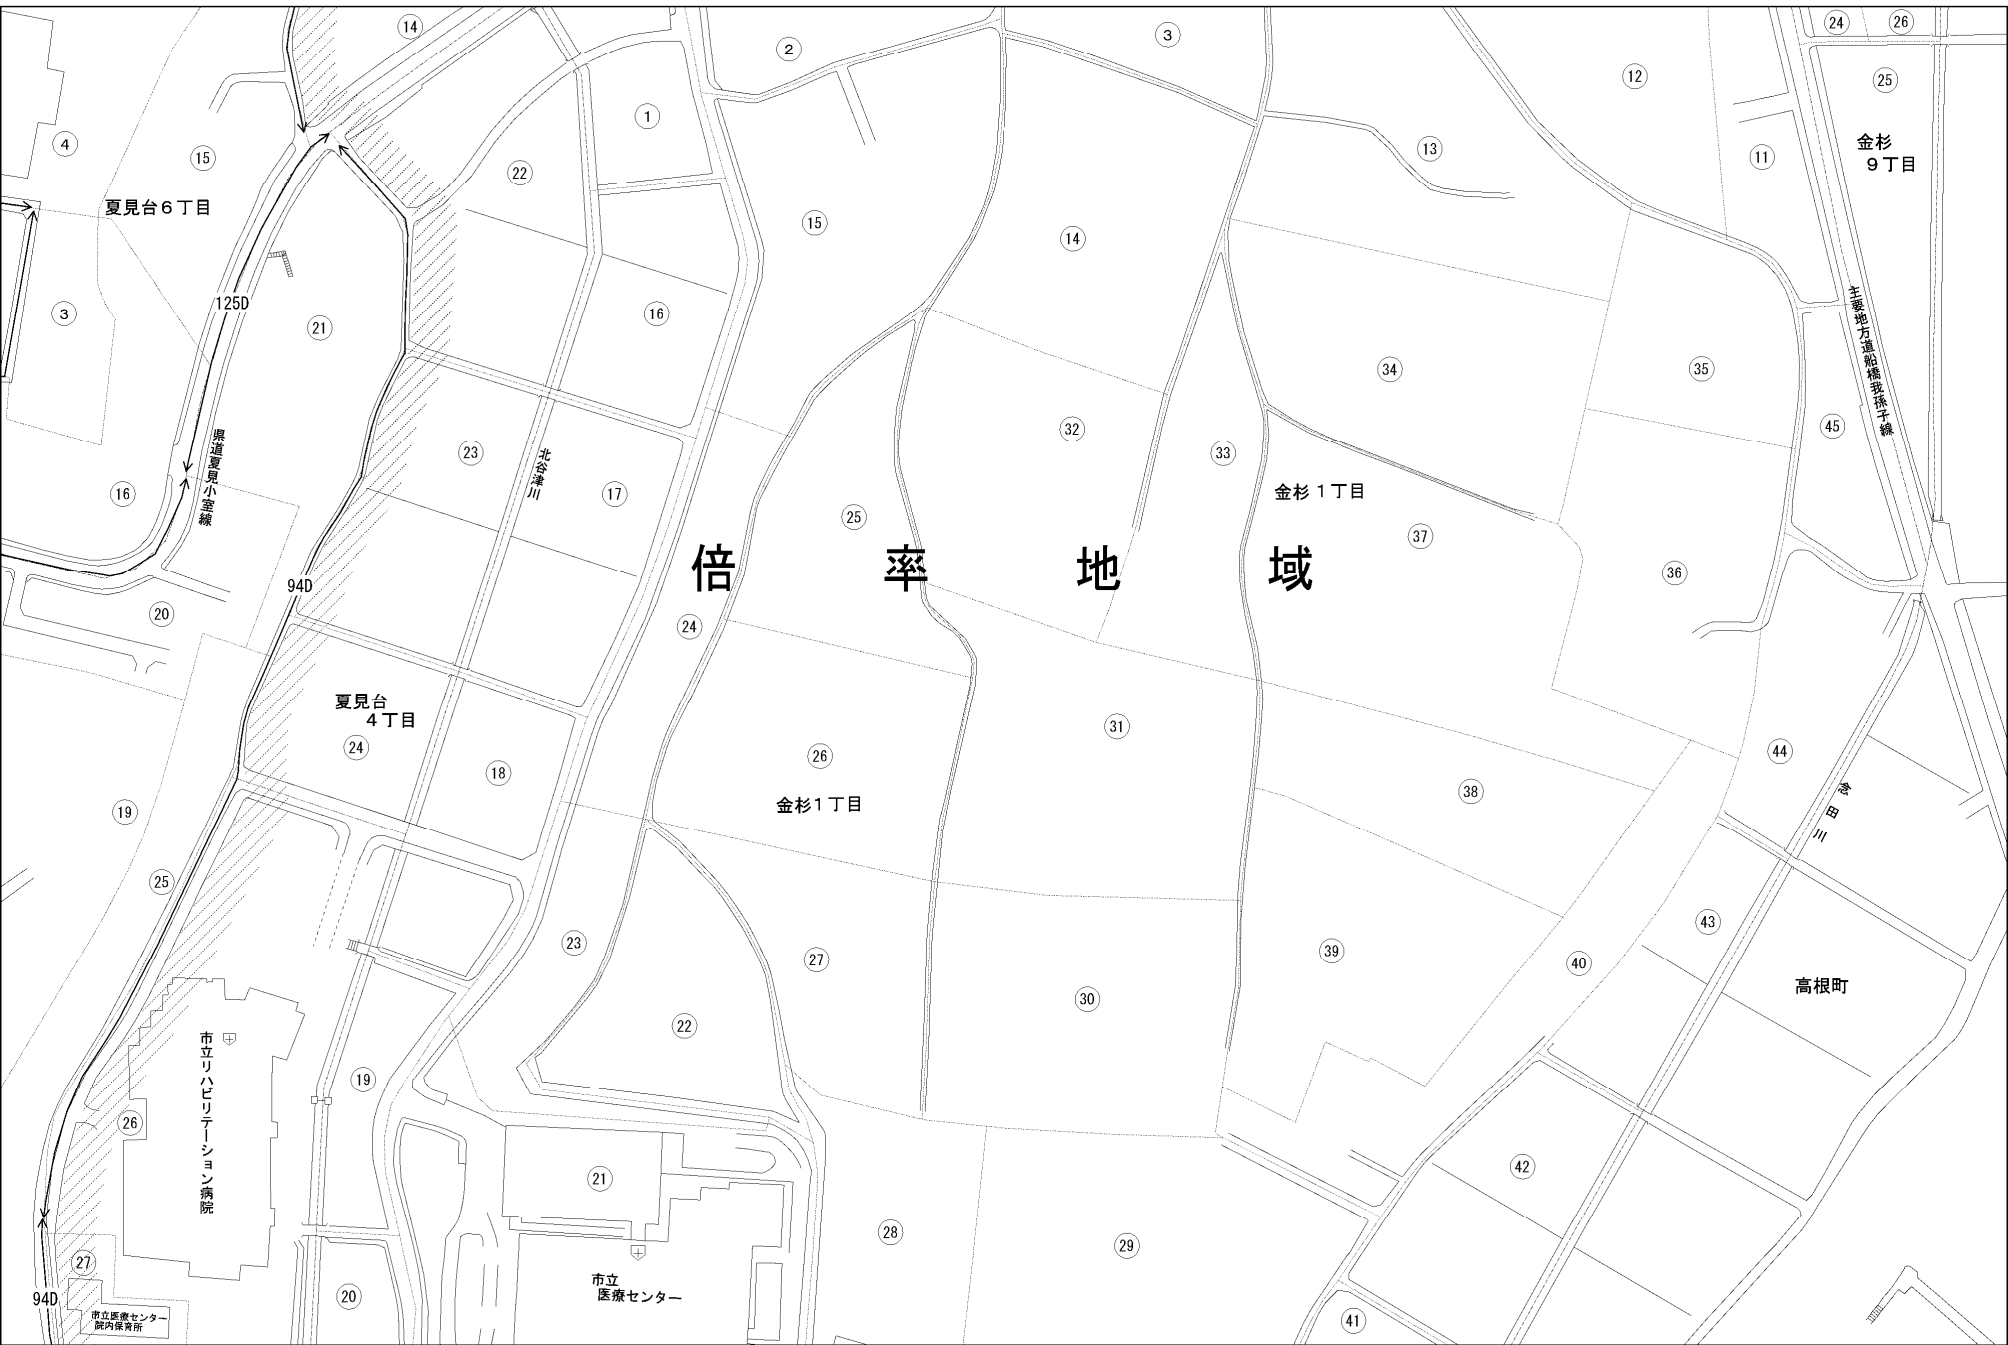 ⑭
②
③
㉔
㉖
⑫
㉕
①
④
⑮
㉒
⑬
⑪
金杉
9丁目
夏見台6丁目
⑮
⑭
125D
③
㉑
⑯
㉞
㉟
主要地方道船橋我孫子線
㊺
㉜
㉝
㉓
北谷津川
⑰
⑯
県道夏見小室線
㉕
金杉1丁目
㊲
倍率地域
㊱
94D
⑳
㉔
夏見台
4丁目
㉔
⑱
㉛
㉖
金杉1丁目
㊹
㊳
念田川
⑲
㉕
㊸
㉓
㉗
㊴
㊵
高根町
㉚
㉒
市立リハビリテーション病院
⑲
㉖
㊷
㉑
㉘
㉙
㉗
94D
市立
医療センター
⑳
市立医療センター
院内保育所
㊶